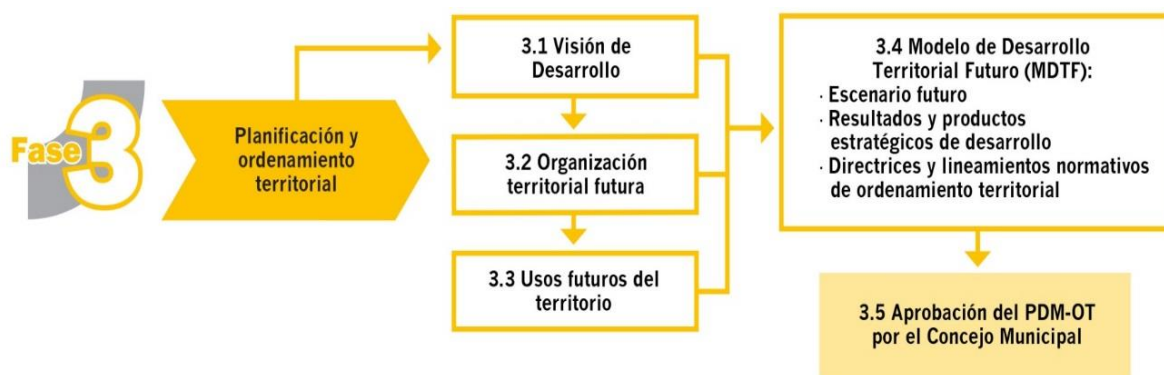 Fase 3
Planificación y
ordenamiento
territorial
3.1 Visión de
Desarrollo
3.2 Organización
territorial futura
3.3 Usos futuros del
territorio
3.4 Modelo de Desarrollo
Territorial Futuro (MDTF):
· Escenario futuro
· Resultados y productos
estratégicos de desarrollo
· Directrices y lineamientos normativos
de ordenamiento territorial
3.5 Aprobación del PDM-OT
por el Concejo Municipal